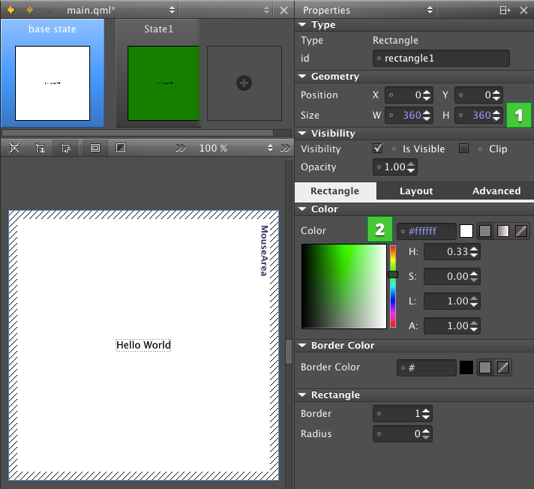 main.qml*
Properties
base state
State1
Type
Type Rectangle
id rectangle1
Geometry
Position X 0 Y 0
Size W 360 H 360 1
Visibility
Visibility Is Visible Clip
Opacity 1.00
100 %
Rectangle Layout Advanced
Color
Color 2 #ffffff
H: 0.33
S: 0.00
L: 1.00
A: 1.00
MouseArea
Hello World
Border Color
Border Color #
Rectangle
Border 1
Radius 0